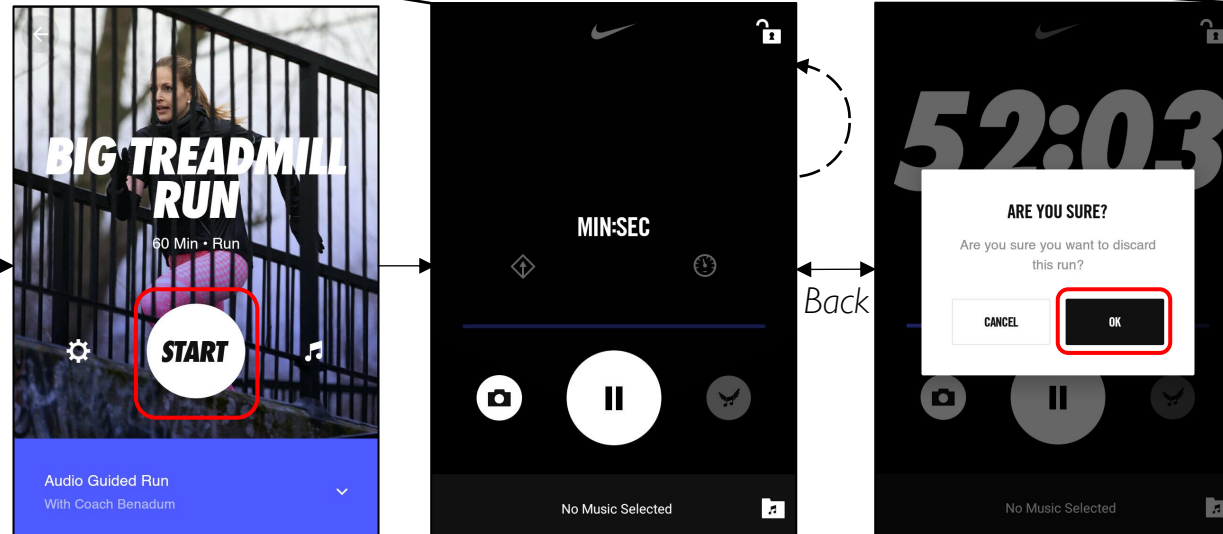 BIG TREADMILL
RUN
60 Min • Run
START
Audio Guided Run
With Coach Benadum
MIN:SEC
No Music Selected
Back
52:03
ARE YOU SURE?
Are you sure you want to discard
this run?
CANCEL
OK
No Music Selected